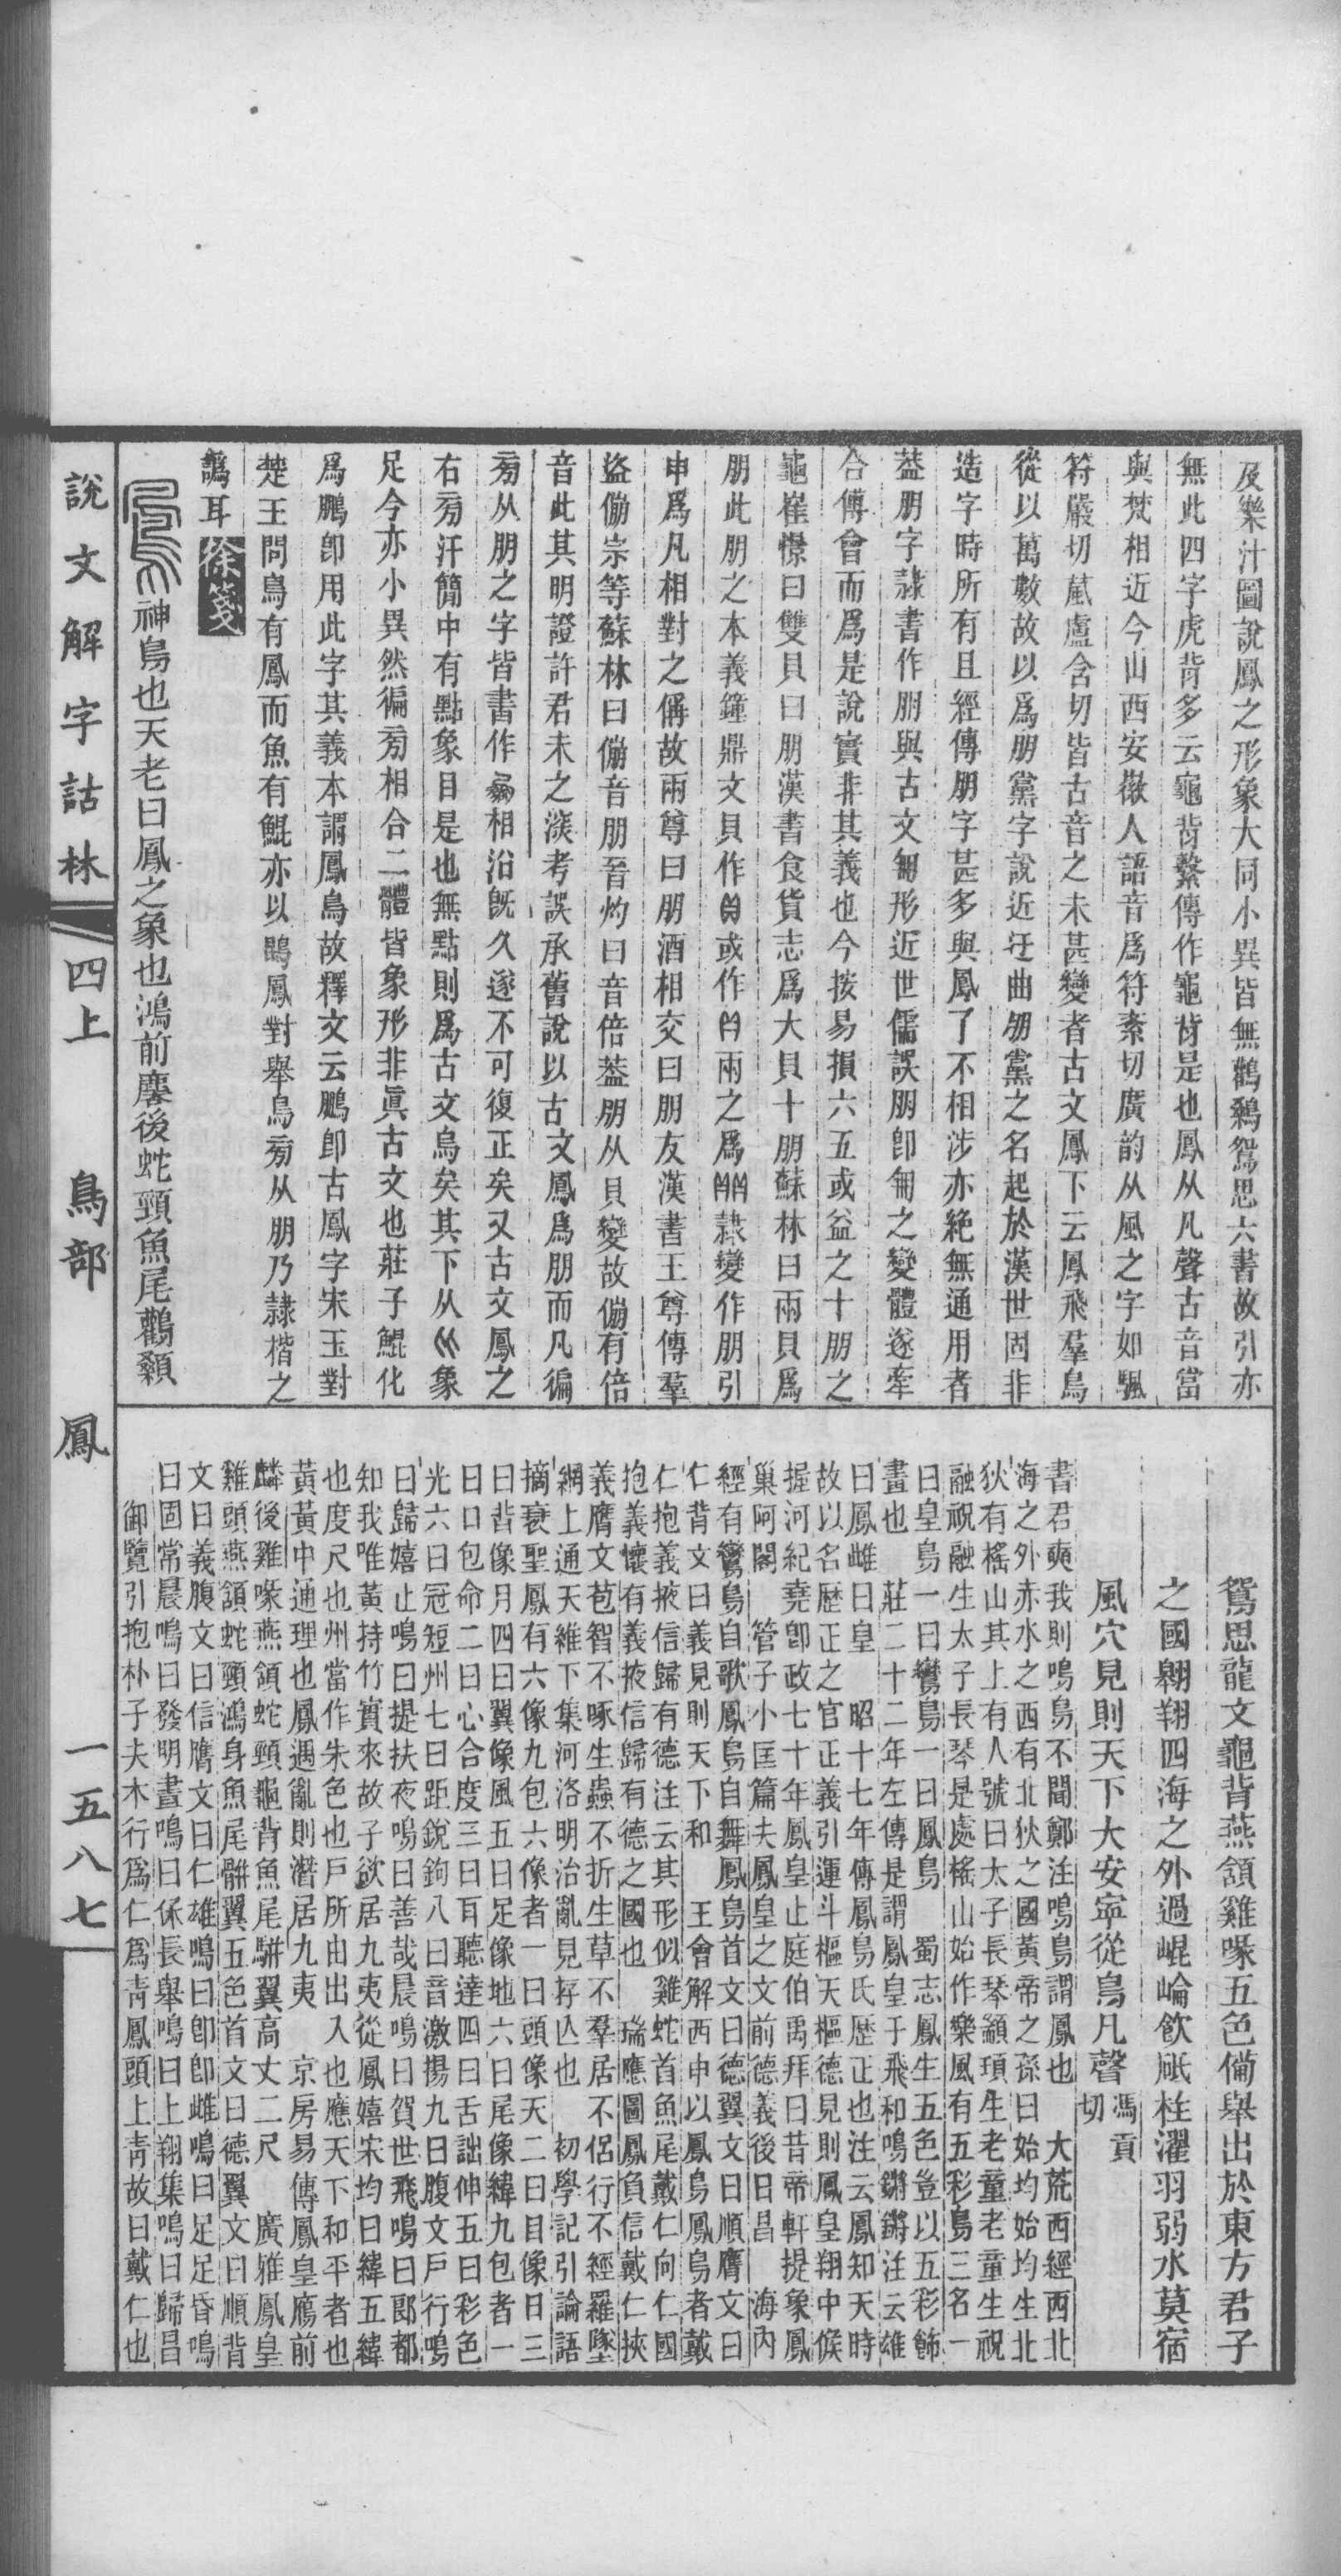 及樂汁圖說鳳之形象大同小異皆無鸛顙鴛思六書故引亦
無此四字虎背多云龜背繫傳作龜背是也鳳从凡聲古音當
與梵相近今山西安徽人語音爲符紊切廣韵从風之字如颿
符嚴切嵐盧含切皆古音之未甚變者古文鳳下云鳳飛羣鳥
從以萬數故以爲朋黨字說近迂曲朋黨之名起於漢世固非
造字時所有且經傳朋字甚多與鳳了不相涉亦絶無通用者
葢朋字隸書作朋與古文形近世儒誤朋卽之變體遂牽
合傅會而爲是說實非其義也今按易損六五或益之十朋之
龜崔憬曰雙貝曰朋漢書食貨志爲大貝十朋蘇林曰兩貝爲
朋此朋之本義鐘鼎文貝作或作兩之爲隸變作朋引
申爲凡相對之偁故兩尊曰朋酒相交曰朋友漢書王尊傳羣
盜傰宗等蘇林曰傰音朋晉灼曰音倍葢朋从貝變故傰有倍
音此其明證許君未之湥考誤承舊說以古文鳳爲朋而凡徧
㫄从朋之字皆書作相沿旣久遂不可復正矣又古文鳳之
右㫄汗簡中有點象目是也無點則爲古文烏矣其下从象
足今亦小異然徧㫄相合二體皆象形非眞古文也莊子鯤化
爲鵬卽用此字其義本謂鳳鳥故釋文云鵬卽古鳳字宋玉對
楚王問鳥有鳳而魚有鯤亦以鵾鳳對舉鳥㫄从朋乃隸楷之
譌耳徐箋
神鳥也天老曰鳳之象也鴻前麐後蛇頸魚尾鸛顙
鴛思龍文龜背燕頷雞喙五色備舉出於東方君子
之國翺翔四海之外過崐崘飮砥柱濯羽弱水莫宿
風穴見則天下大安寧從鳥凡聲馮貢切
書君奭我則鳴鳥不聞鄭注鳴鳥謂鳳也　大荒西經西北
海之外赤水之西有北狄之國黃帝之孫曰始均始均生北
狄有榣山其上有人號曰太子長琴顓頊生老童老童生祝
融祝融生太子長琴是處榣山始作樂風有五彩鳥三名一
曰皇鳥一曰鸞鳥一曰鳳鳥　蜀志鳳生五色豈以五彩飾
畫也　莊二十二年左傳是謂鳳皇于飛和鳴鏘鏘注云雄
曰鳳雌曰皇　昭十七年傳鳳鳥氏歴正也注云鳳知天時
故以名歴正之官正義引運斗樞天樞德見則鳳皇翔中候
握河紀堯卽政七十年鳳皇止庭伯禹拜曰昔帝軒提象鳳
巢阿閣　管子小匡篇夫鳳皇之文前德義後日昌　海內
經有鸞鳥自歌鳳鳥自舞鳳鳥首文曰德翼文曰順膺文曰
仁背文曰義見則天下和　王會解西申以鳳鳥鳳鳥者戴
仁抱義掖信歸有德注云其形似雞蛇首魚尾戴仁向仁國
抱義懷有義掖信歸有德之國也　瑞應圖鳳負信戴仁挾
義膺文苞智不啄生蟲不折生草不羣居不侶行不經羅墜
網上通天維下集河洛明治亂見存亾也　初學記引論語
摘衰聖鳳有六像九包六像者一曰頭像天二曰目像日三
曰背像月四曰翼像風五曰足像地六曰尾像緯九包者一
曰口包命二曰心合度三曰耳聽達四曰舌詘伸五曰彩色
光六曰冠短州七曰距銳鉤八曰音激揚九曰腹文戶行鳴
曰歸嬉止鳴曰提扶夜鳴曰善哉晨鳴曰賀世飛鳴曰郎都
知我唯黃持竹實來故子欲居九夷從鳳嬉宋均曰緯五緯
也度尺也州當作朱色也戶所由出入也應天下和平者也
黃黃中通理也鳳遇亂則潛居九夷　京房易傳鳳皇鴈前
麟後雞喙燕頷蛇頸龜背魚尾駢翼高丈二尺　廣雅鳳皇
雞頭燕頷蛇頸鴻身魚尾骿翼五色首文曰德翼文曰順背
文曰義腹文曰信膺文曰仁雄鳴曰卽卽雌鳴曰足足昏鳴
曰固常晨鳴曰發明晝鳴曰保長舉鳴曰上翔集鳴曰歸昌
御覽引抱朴子夫木行爲仁爲靑鳳頭上靑故曰戴仁也
說文解字詁林　四上　鳥部　鳳　一五八七